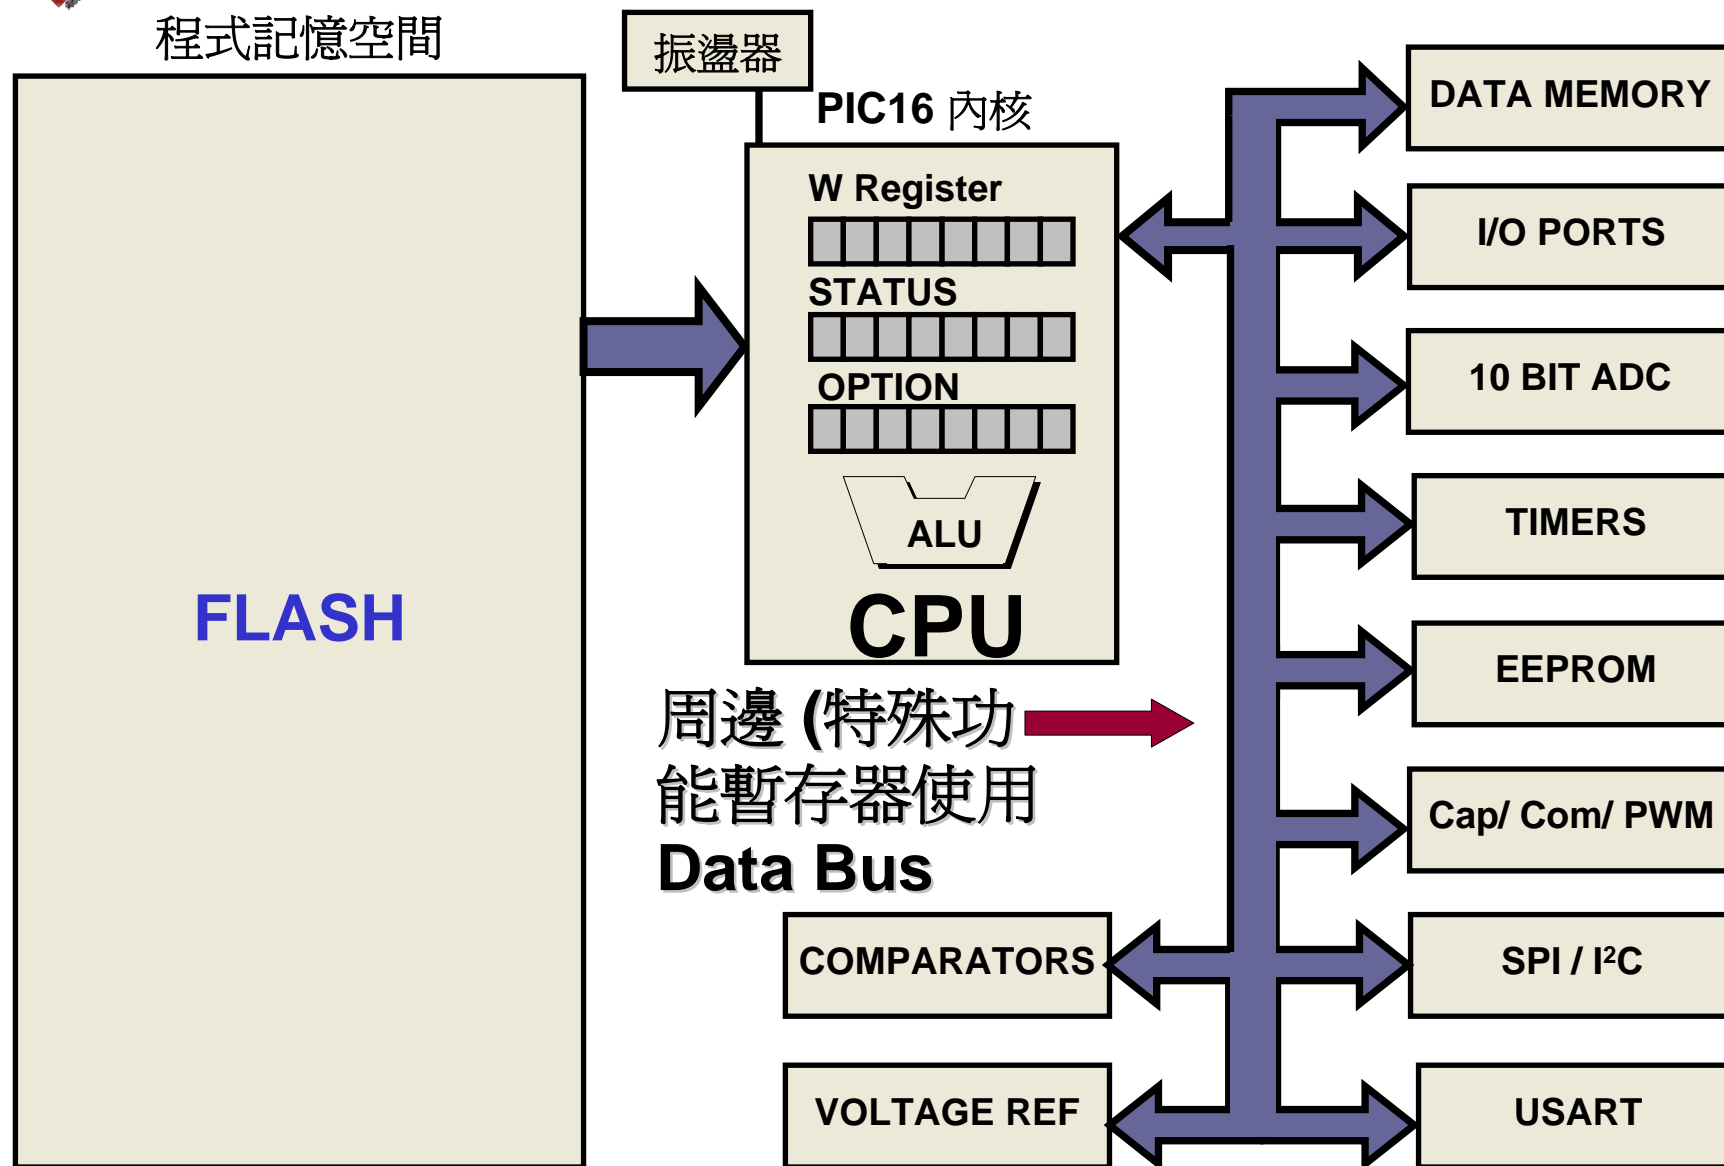 程式記憶空間
FLASH
振盪器
PIC16 內核
W Register
STATUS
OPTION
ALU
CPU
周邊 (特殊功
能暫存器使用
Data Bus
COMPARATORS
VOLTAGE REF
DATA MEMORY
I/O PORTS
10 BIT ADC
TIMERS
EEPROM
Cap/ Com/ PWM
SPI / I²C
USART